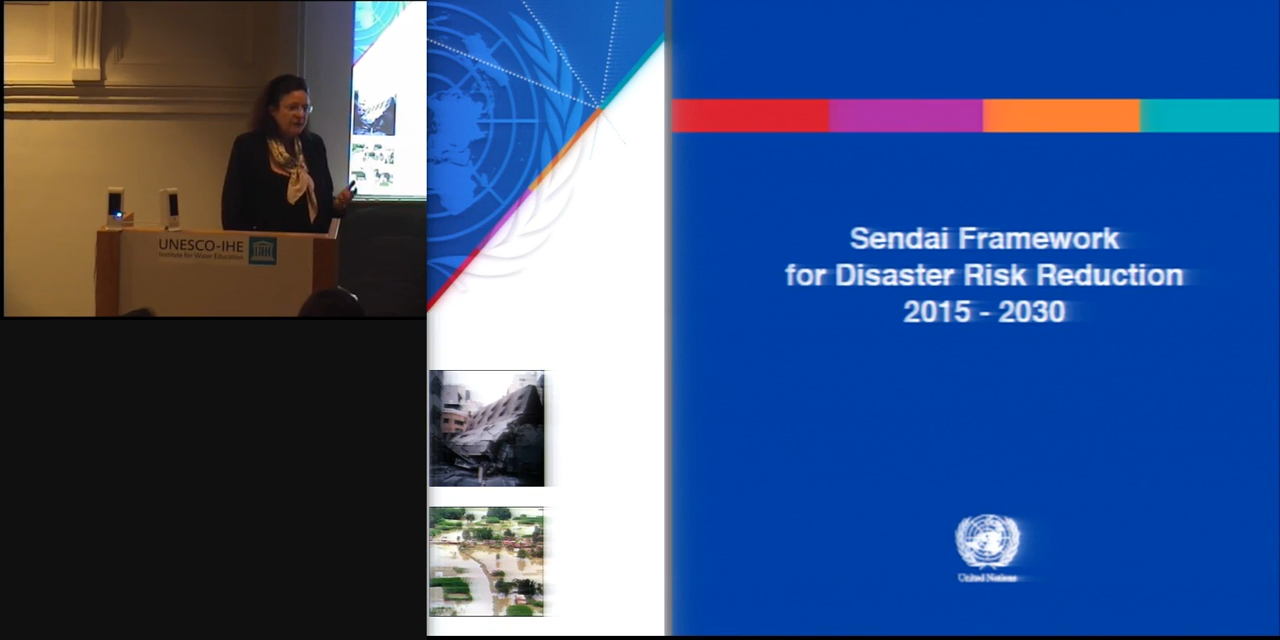 UNESCO-IHE
Institute for Water Education
Sendai Framework
for Disaster Risk Reduction
2015 - 2030
United Nations